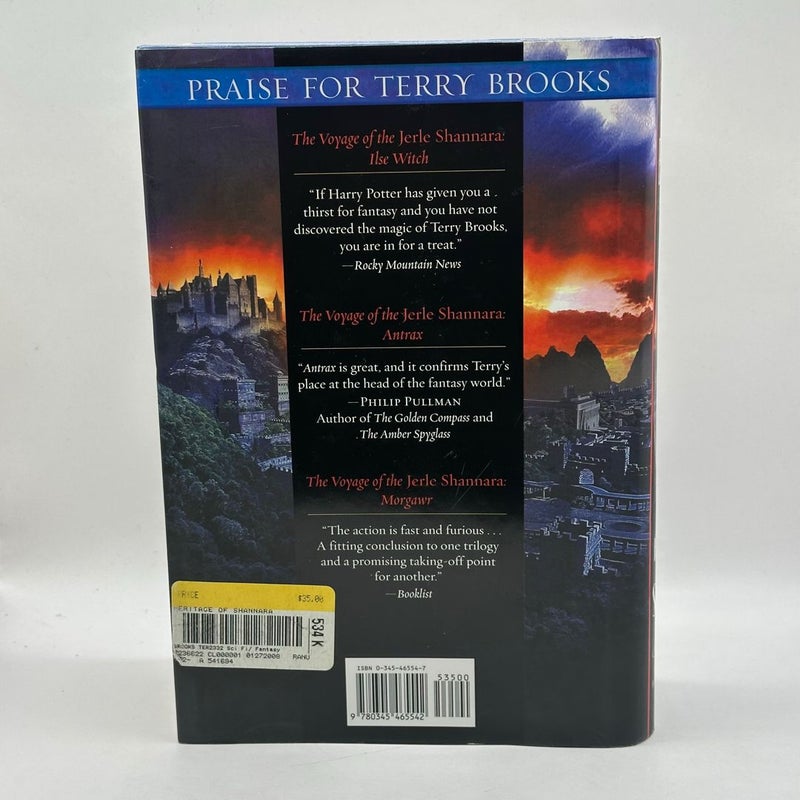 PRAISE FOR TERRY BROOKS
The Voyage of the Jerle Shannara:
Ilse Witch
“If Harry Potter has given you a
thirst for fantasy and you have not
discovered the magic of Terry Brooks,
you are in for a treat.”
—Rocky Mountain News
The Voyage of the Jerle Shannara:
Antrax
“Antrax is great, and it confirms Terry’s
place at the head of the fantasy world.”
—PHILIP PULLMAN
Author of The Golden Compass and
The Amber Spyglass
The Voyage of the Jerle Shannara:
Morgawr
“The action is fast and furious . . .
A fitting conclusion to one trilogy
and a promising taking-off point
for another.”
—Booklist
$35.00
HERITAGE OF SHANNARA
534 K
BROOKS TER2332 Sci Fi/ Fantasy
CL000001 01272008 RANU
A 541694
ISBN 0-345-46554-7
53500
9 780345 465542